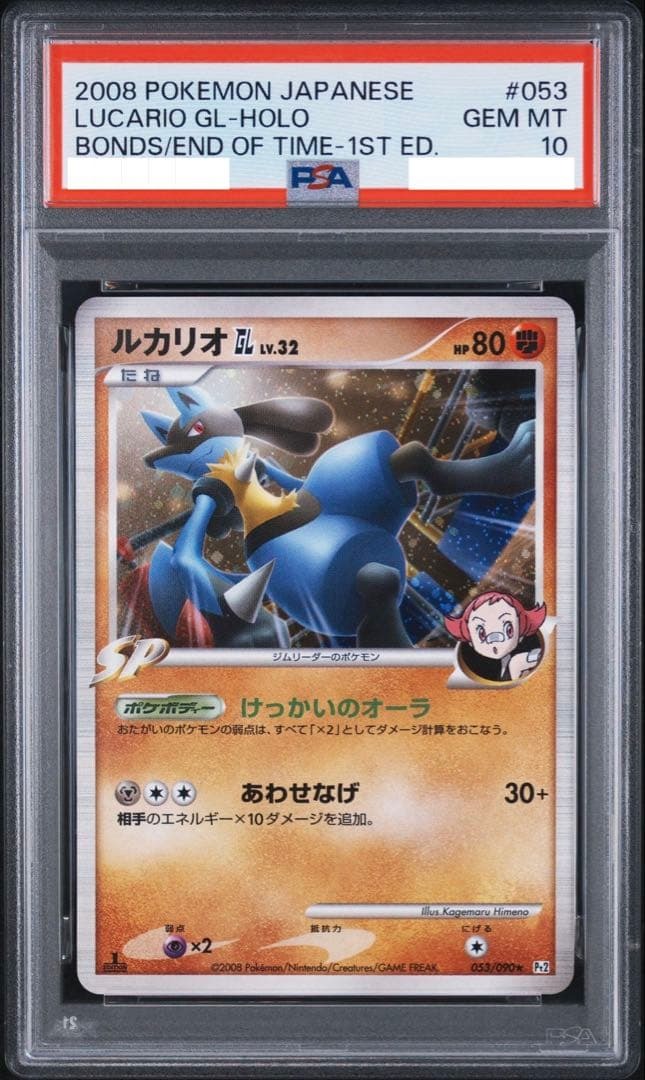 2008 POKEMON JAPANESE #053
LUCARIO GL-HOLO GEM MT
BONDS/END OF TIME-1ST ED. 10
PSA
ルカリオ GL LV.32 HP 80
たね
SP
ジムリーダーのポケモン
ポケボディー けっかいのオーラ
おたがいのポケモンの弱点は、すべて「×2」としてダメージ計算をおこなう。
あわせなげ 30+
相手のエネルギー×10ダメージを追加。
Illus. Kagemaru Himeno
弱点 抵抗力 にげる
×2
1 EDITION
©2008 Pokémon/Nintendo/Creatures/GAME FREAK. 053/090★ Pt2
PSA